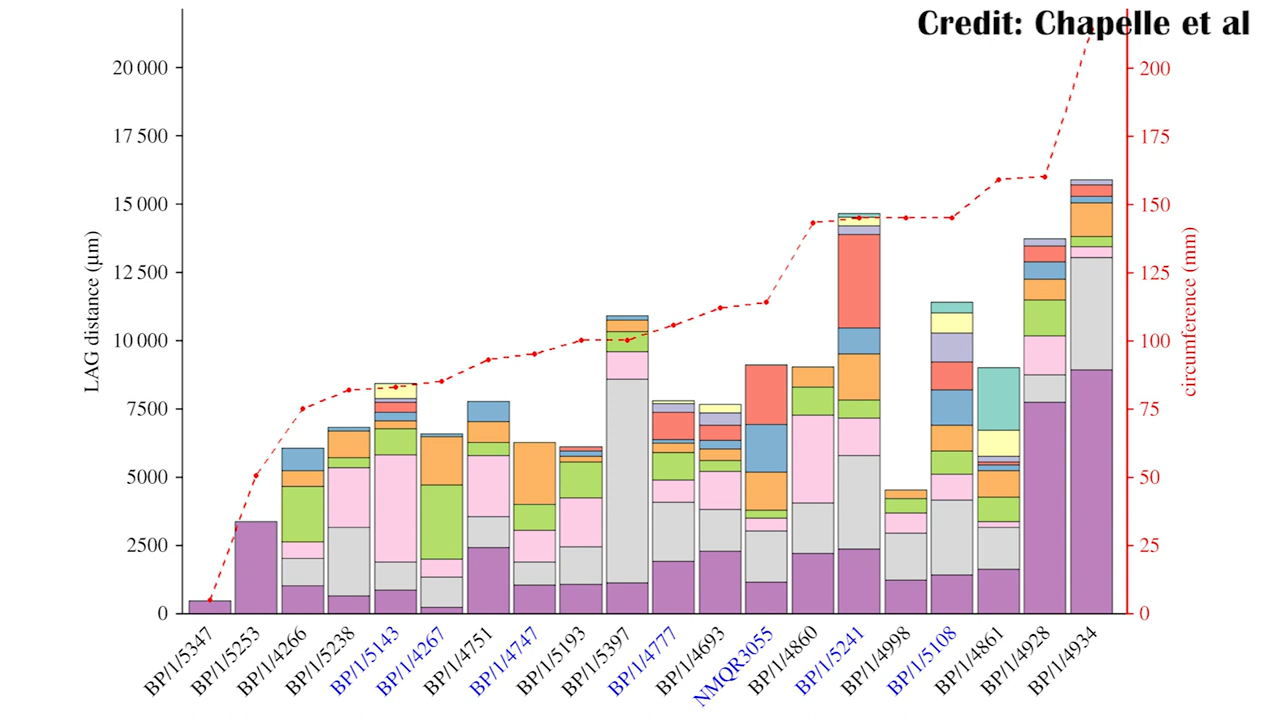 Credit: Chapelle et al
20 000
17 500
15 000
12 500
10 000
7500
5000
2500
0
LAG distance (µm)
200
175
150
125
100
75
50
25
0
circumference (mm)
BP/1/5347
BP/1/5253
BP/1/4266
BP/1/5238
BP/1/5143
BP/1/4267
BP/1/4751
BP/1/4747
BP/1/5193
BP/1/5397
BP/1/4777
BP/1/4693
NMQR3055
BP/1/4860
BP/1/5241
BP/1/4998
BP/1/5108
BP/1/4861
BP/1/4928
BP/1/4934